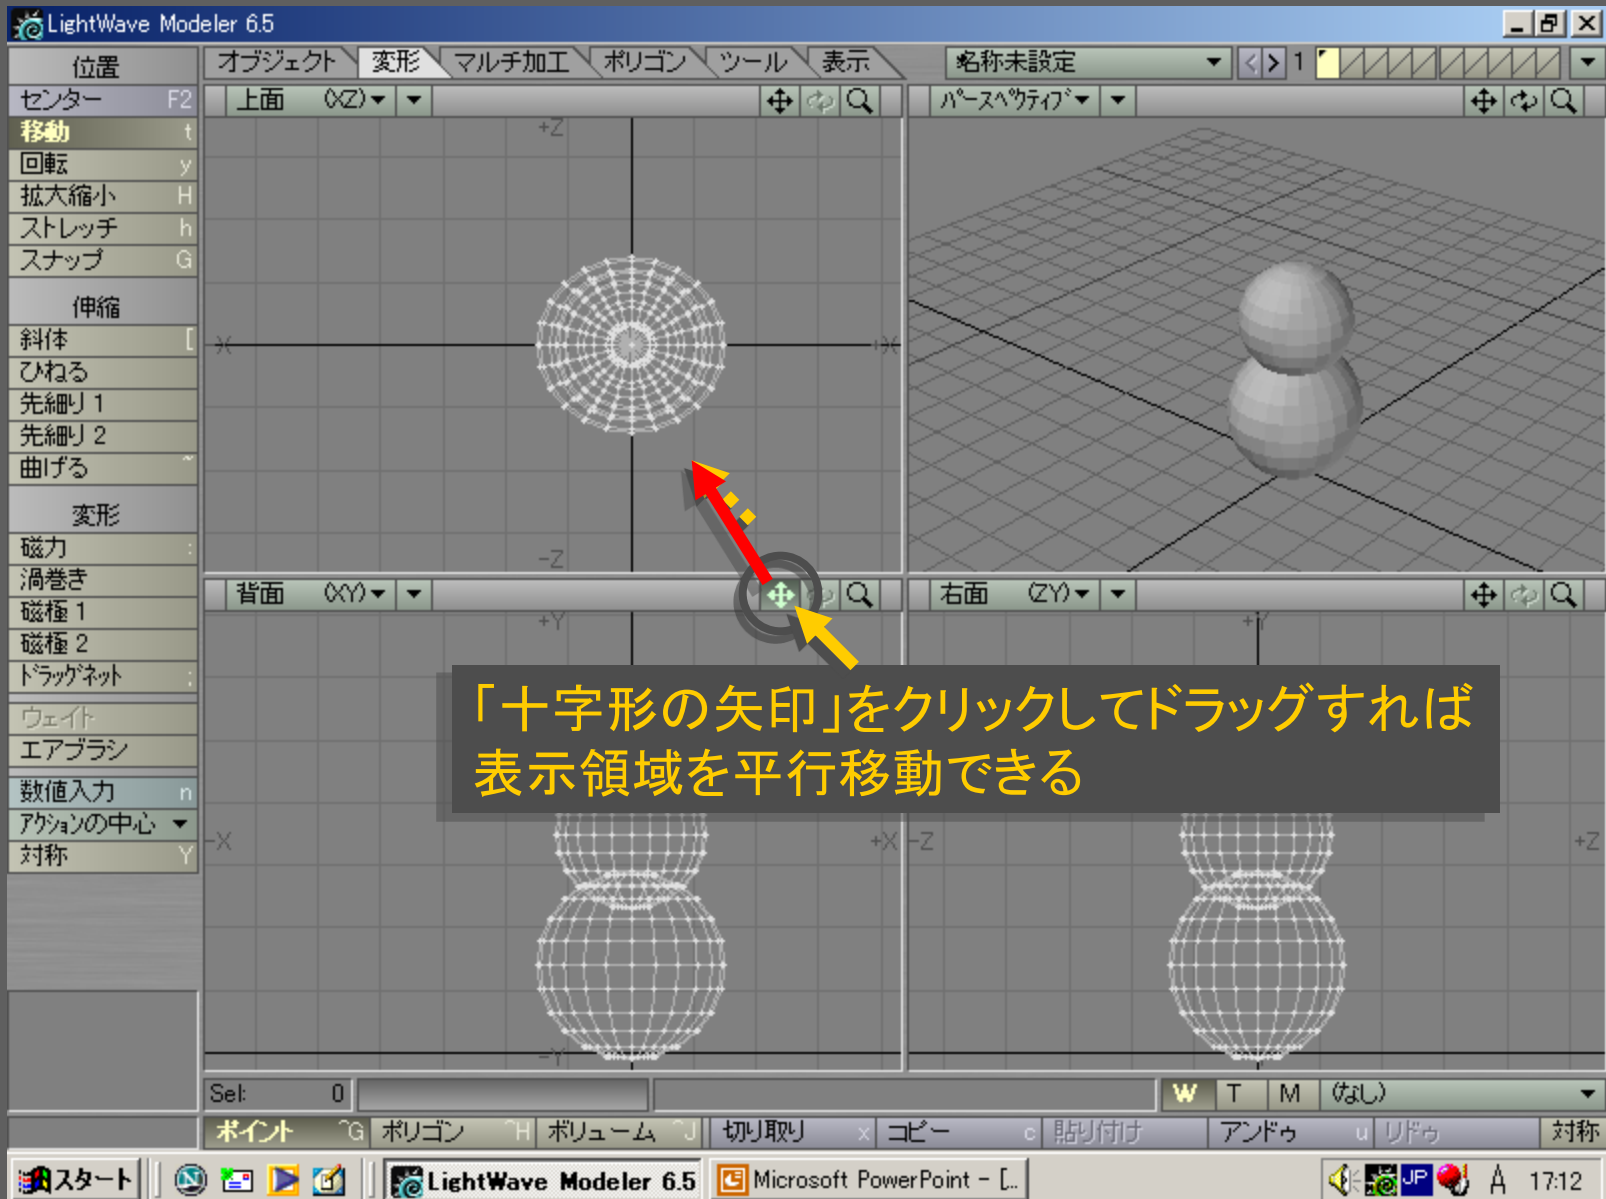 LightWave Modeler 6.5
位置
オブジェクト 変形 マルチ加工 ポリゴン ツール 表示
名称未設定
< > 1
センター F2
移動 t
回転 y
拡大縮小 H
ストレッチ h
スナップ G
伸縮
斜体 [
ひねる
先細り 1
先細り 2
曲げる ~
変形
磁力 :
渦巻き
磁極 1
磁極 2
ドラッグネット ;
ウェイト
エアブラシ
数値入力 n
アクションの中心
対称 Y
上面 (XZ)
+Z
-X
+X
-Z
パースペクティブ
背面 (XY)
+Y
-X
+X
-Y
右面 (ZY)
+Y
-Z
+Z
「十字形の矢印」をクリックしてドラッグすれば
表示領域を平行移動できる
Sel: 0
W T M (なし)
ポイント ^G ポリゴン ^H ボリューム ^J 切り取り x コピー c 貼り付け v アンドゥ u リドゥ 対称
スタート
LightWave Modeler 6.5
Microsoft PowerPoint - [...
JP A 17:12